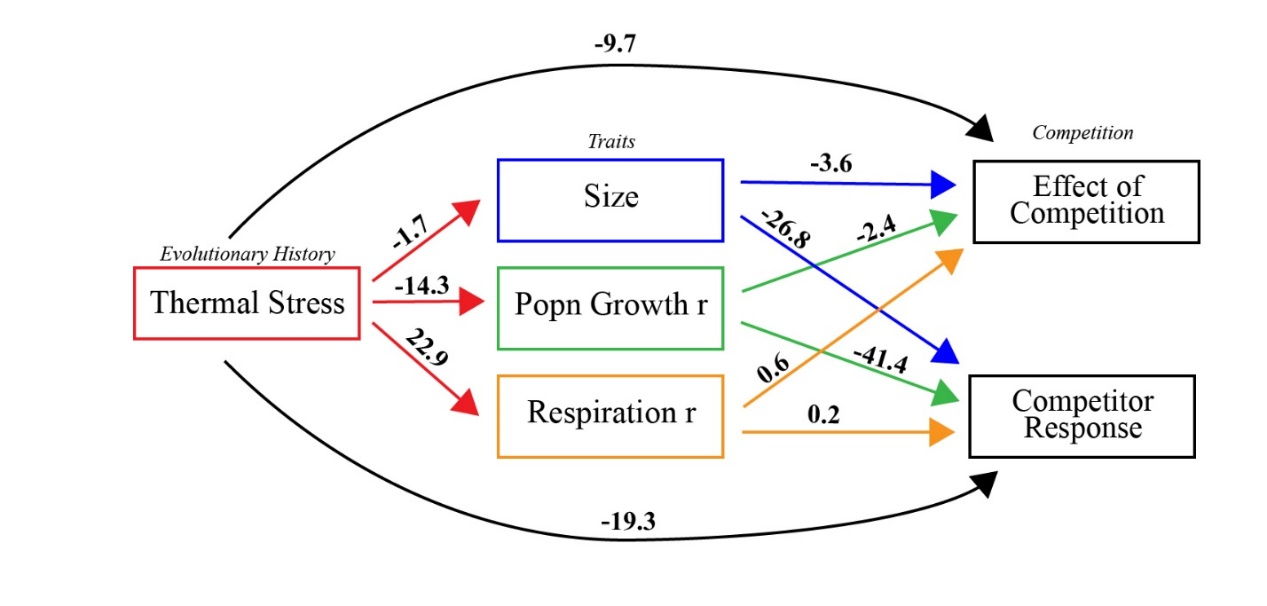 -9.7
Competition
Traits
-3.6
Size
Effect of
Competition
-26.8
-2.4
-1.7
Evolutionary History
Thermal Stress
-14.3
Popn Growth r
22.9
-41.4
0.6
Respiration r
0.2
Competitor
Response
-19.3